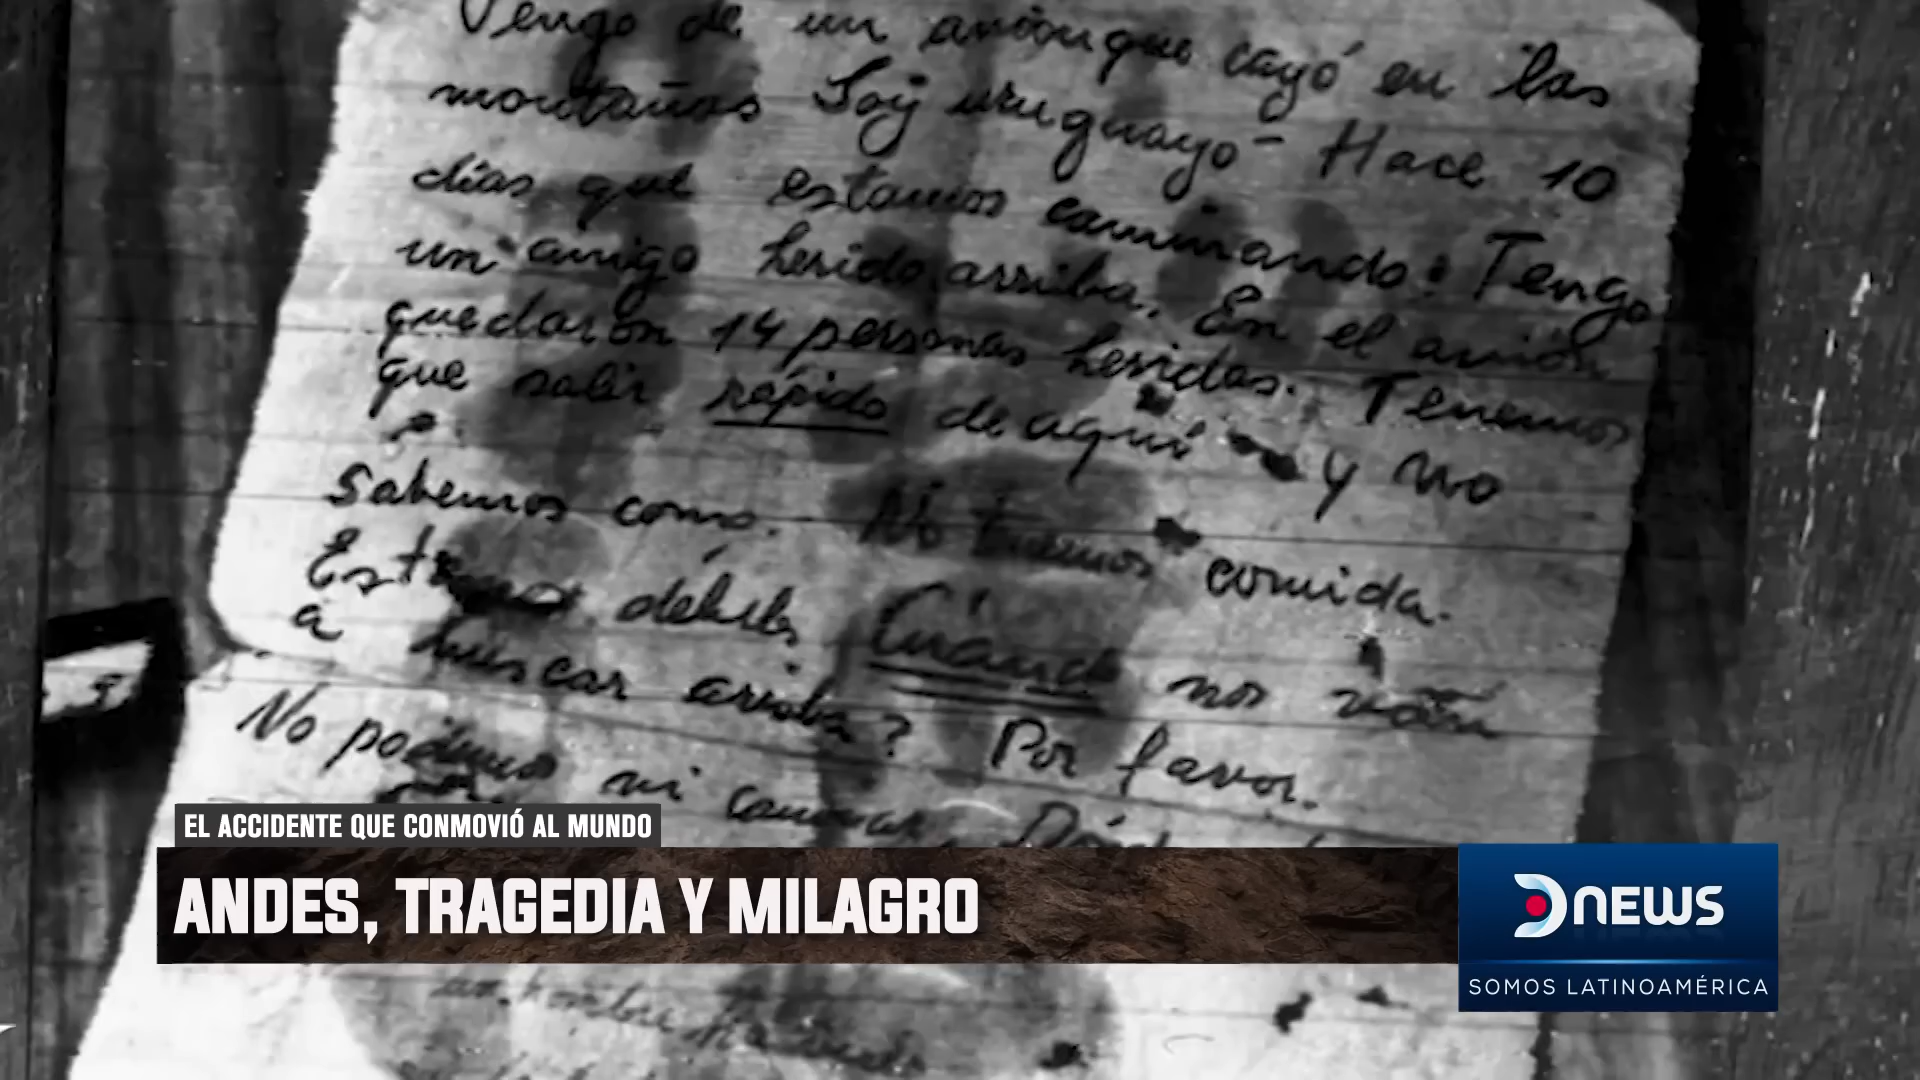 Vengo de un avión que cayó en las
montañas Soy uruguayo - Hace 10
días que estamos caminando: Tengo
un amigo herido arriba. En el avión
quedaron 14 personas heridas. Tenemos
que salir rápido de aquí y no
sabemos como. No tenemos comida.
Estamos débiles. Cuándo nos van
a buscar arriba? Por favor.
No podemos ni caminar.
EL ACCIDENTE QUE CONMOVIÓ AL MUNDO
ANDES, TRAGEDIA Y MILAGRO
DNEWS
SOMOS LATINOAMÉRICA